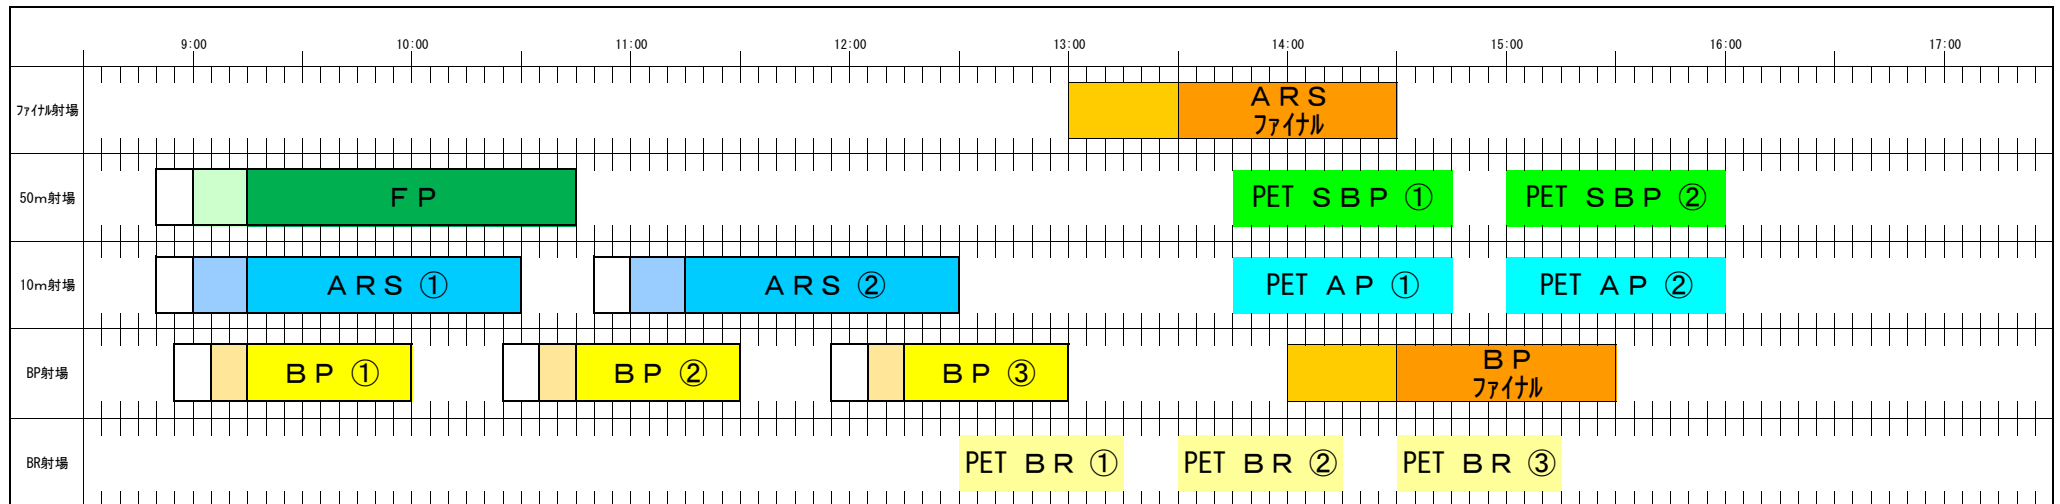 9:00 10:00 11:00 12:00 13:00 14:00 15:00 16:00 17:00
ファイナル射場
ＡＲＳ
ファイナル
50m射場
ＦＰ
PET ＳＢＰ ①
PET ＳＢＰ ②
10m射場
ＡＲＳ ①
ＡＲＳ ②
PET ＡＰ ①
PET ＡＰ ②
BP射場
ＢＰ ①
ＢＰ ②
ＢＰ ③
ＢＰ
ファイナル
BR射場
PET ＢＲ ①
PET ＢＲ ②
PET ＢＲ ③